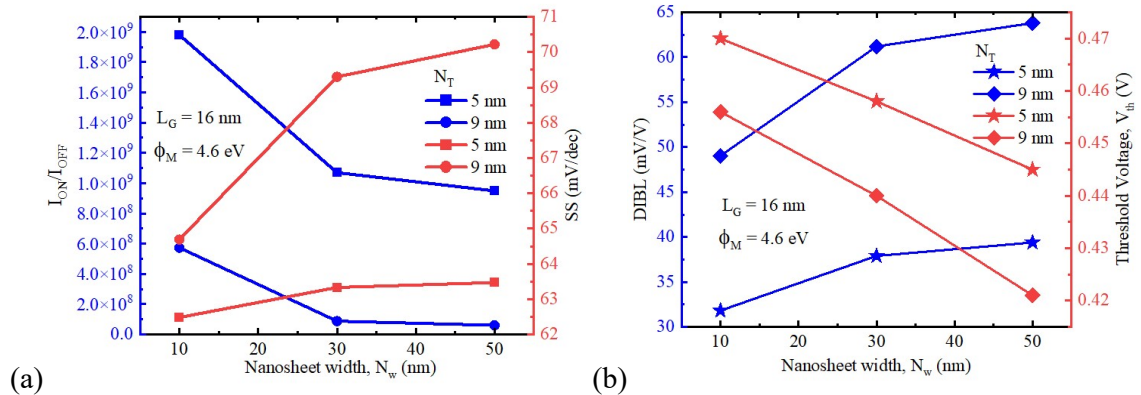 2.0×10⁹
1.8×10⁹
1.6×10⁹
1.4×10⁹
1.2×10⁹
1.0×10⁹
8.0×10⁸
6.0×10⁸
4.0×10⁸
2.0×10⁸
0.0
I_ON/I_OFF
N_T
5 nm
9 nm
5 nm
9 nm
L_G = 16 nm
ϕ_M = 4.6 eV
71
70
69
68
67
66
65
64
63
62
SS (mV/dec)
10 20 30 40 50
Nanosheet width, N_w (nm)
(a)
65
60
55
50
45
40
35
30
DIBL (mV/V)
N_T
5 nm
9 nm
5 nm
9 nm
L_G = 16 nm
ϕ_M = 4.6 eV
0.47
0.46
0.45
0.44
0.43
0.42
Threshold Voltage, V_th (V)
10 20 30 40 50
Nanosheet width, N_w (nm)
(b)